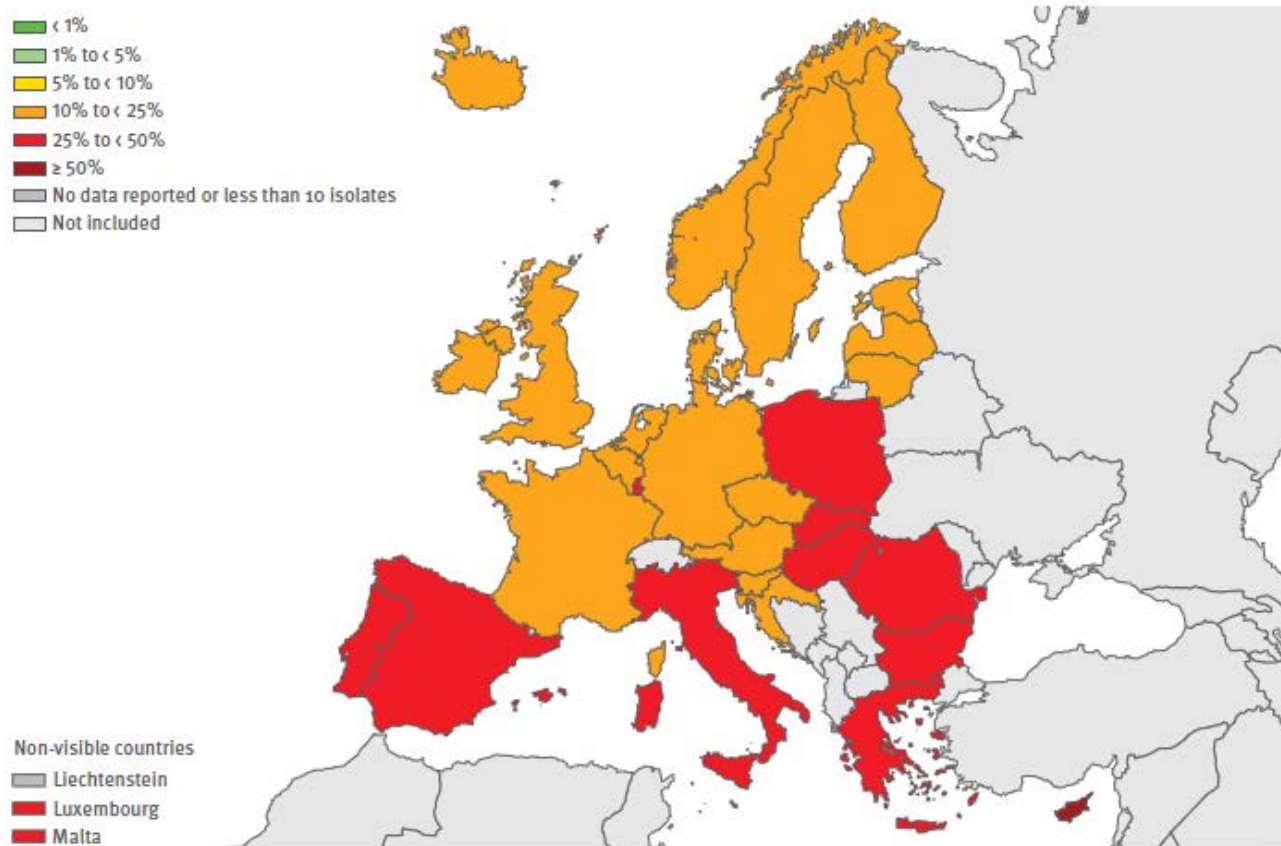 < 1%
1% to < 5%
5% to < 10%
10% to < 25%
25% to < 50%
≥ 50%
No data reported or less than 10 isolates
Not included
Non-visible countries
Liechtenstein
Luxembourg
Malta